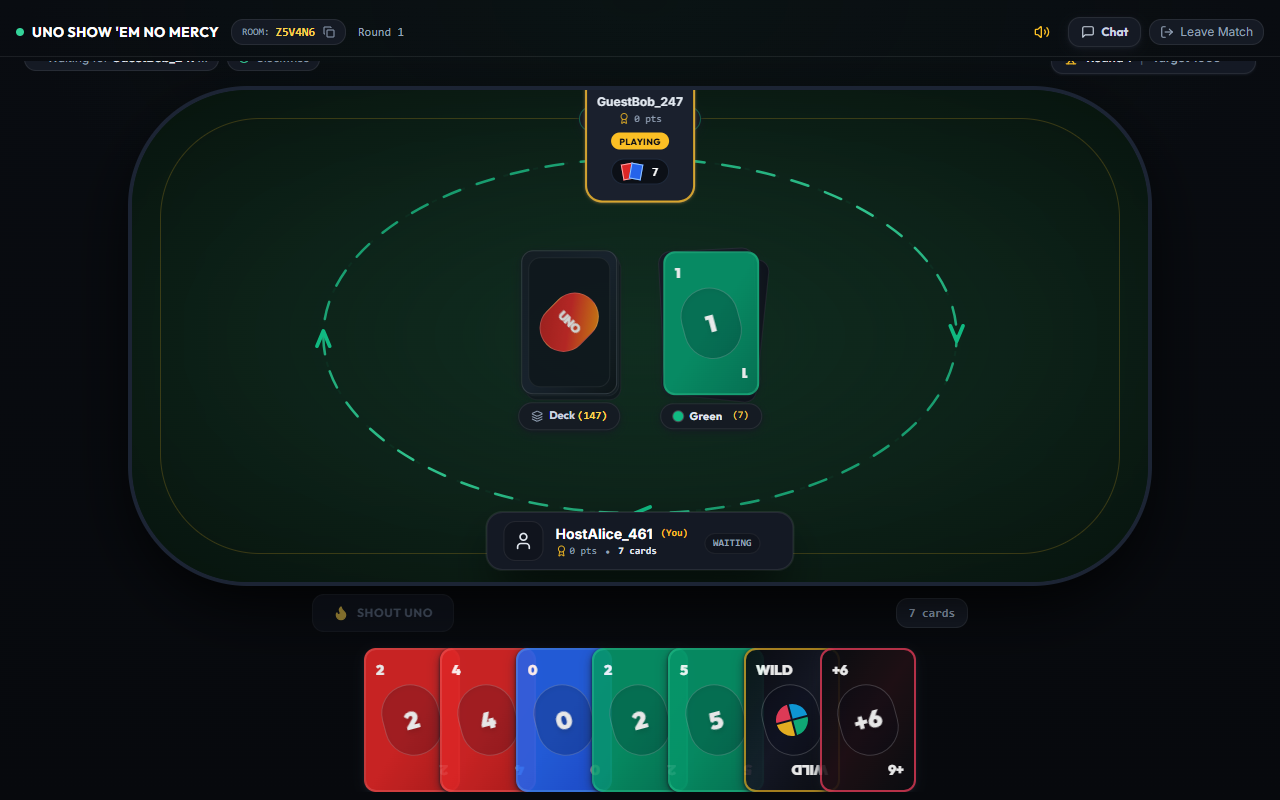 UNO SHOW 'EM NO MERCY
ROOM: Z5V4N6
Round 1
Chat
Leave Match
GuestBob_247
0 pts
PLAYING
7
UNO
1
1
1
Deck (147)
Green (7)
HostAlice_461 (You)
0 pts • 7 cards
WAITING
SHOUT UNO
7 cards
2
4
0
2
5
WILD
+6
2
4
0
2
5
+6
WILD
+6